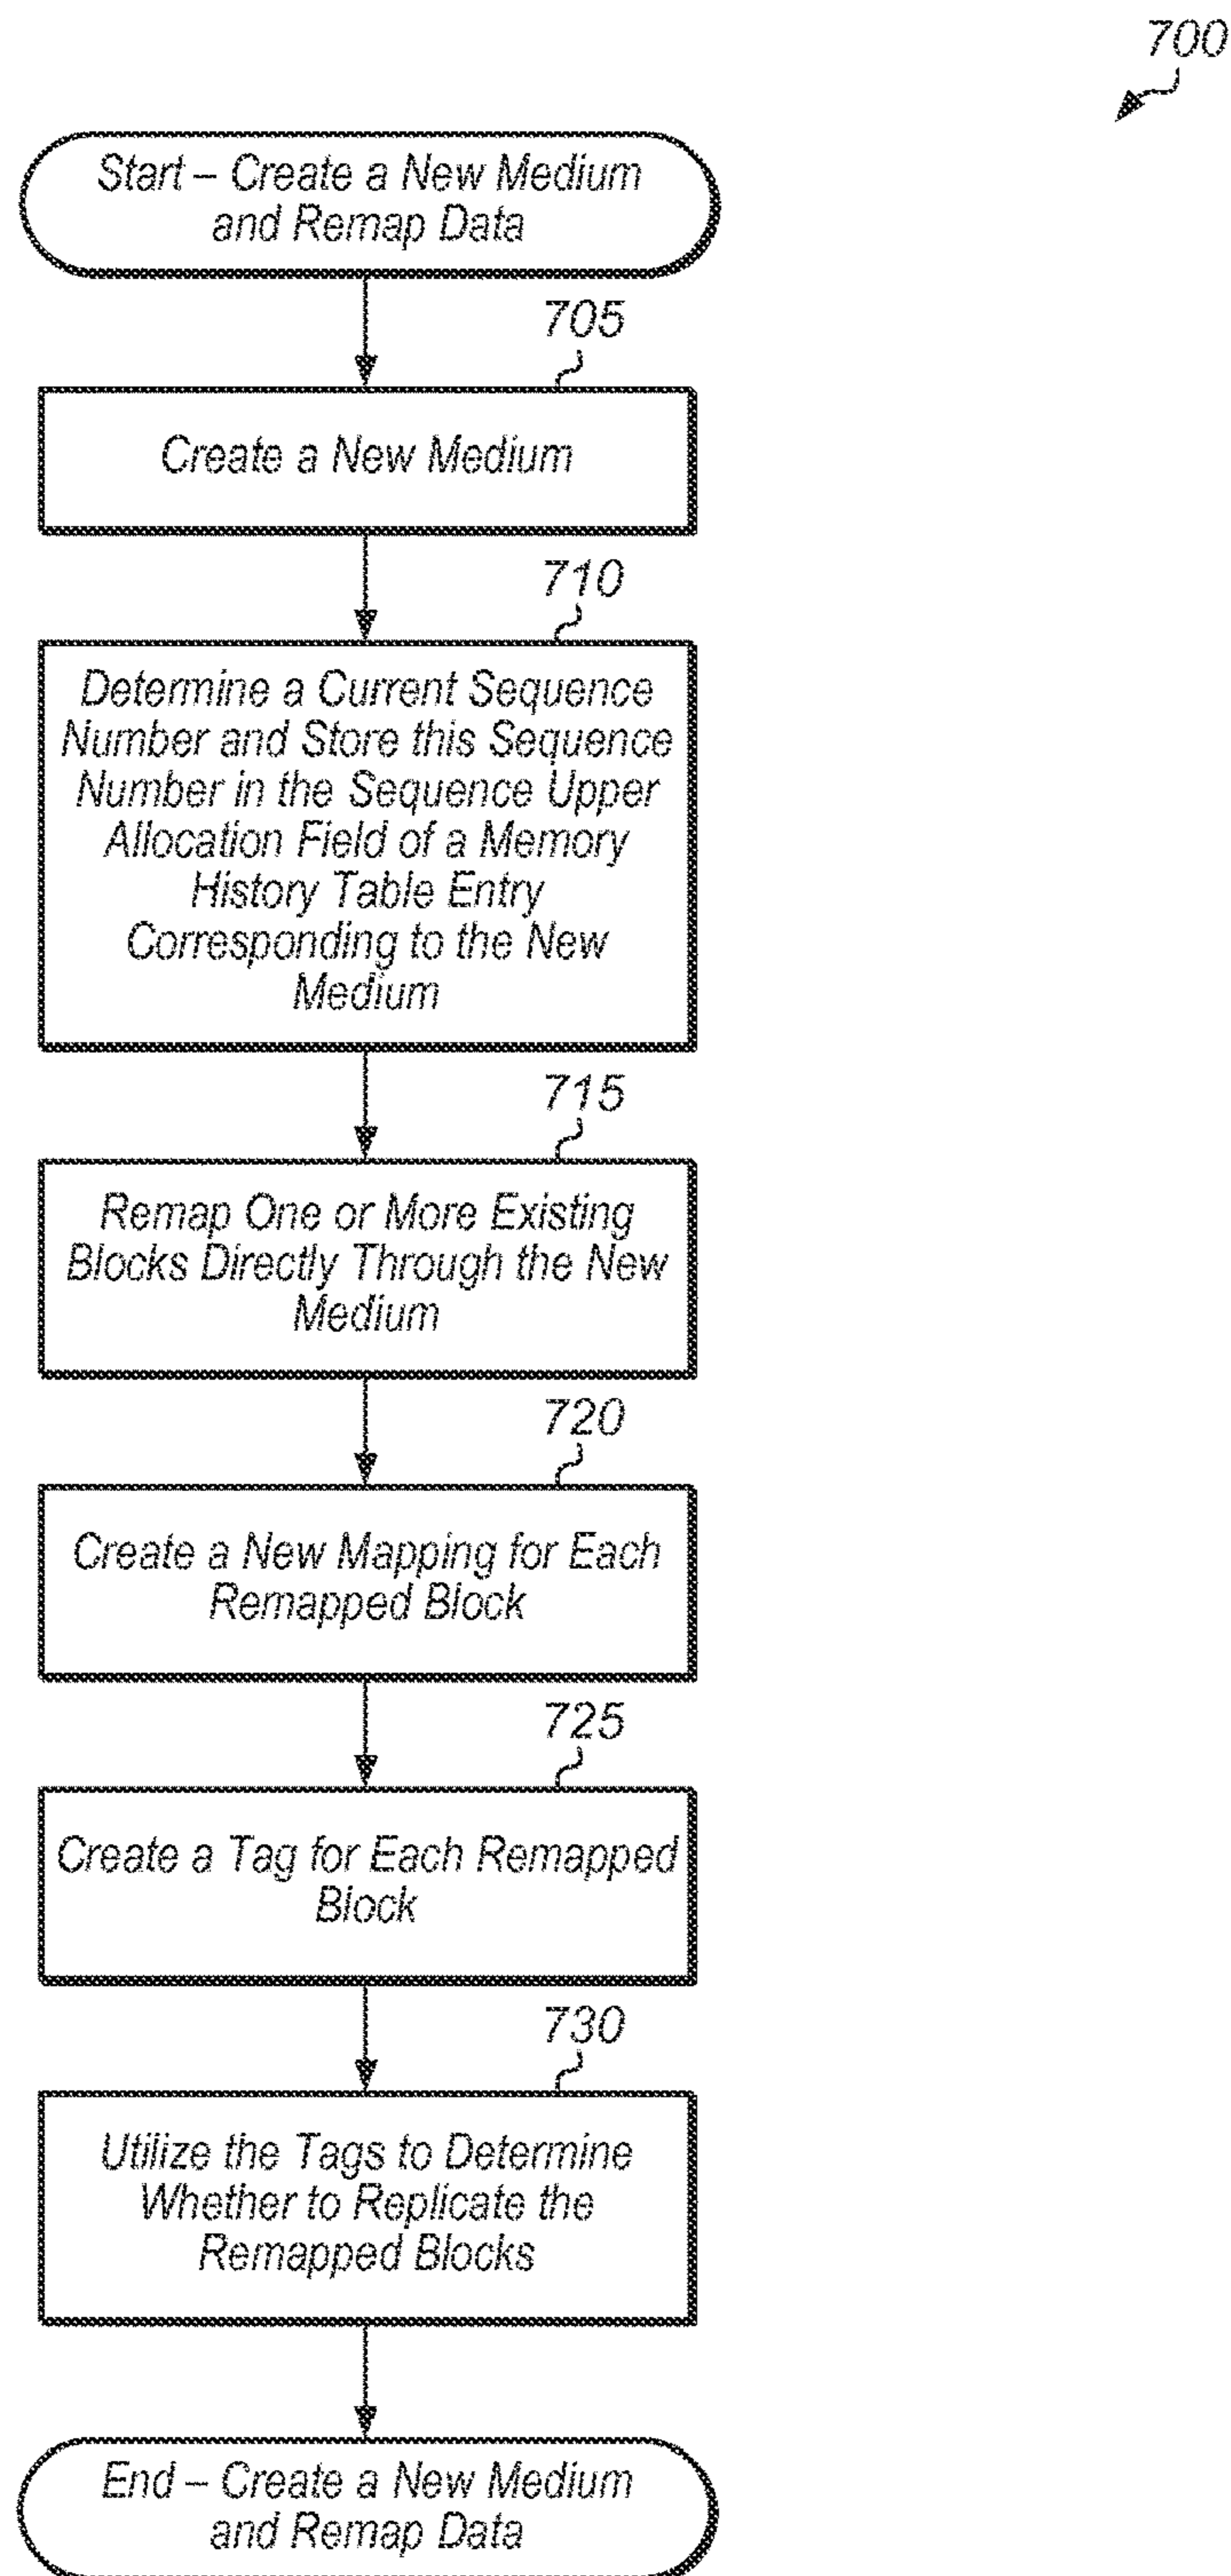 700
Start – Create a New Medium
and Remap Data
705
Create a New Medium
710
Determine a Current Sequence
Number and Store this Sequence
Number in the Sequence Upper
Allocation Field of a Memory
History Table Entry
Corresponding to the New
Medium
715
Remap One or More Existing
Blocks Directly Through the New
Medium
720
Create a New Mapping for Each
Remapped Block
725
Create a Tag for Each Remapped
Block
730
Utilize the Tags to Determine
Whether to Replicate the
Remapped Blocks
End – Create a New Medium
and Remap Data